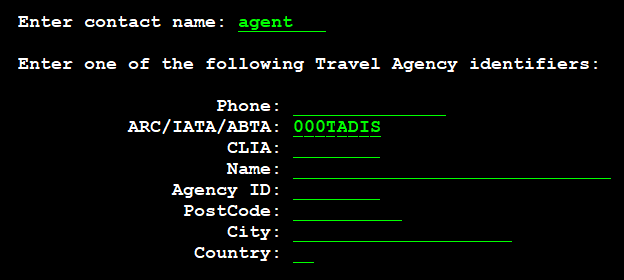 Enter contact name: agent
Enter one of the following Travel Agency identifiers:
Phone:
ARC/IATA/ABTA: 000TADIS
CLIA:
Name:
Agency ID:
PostCode:
City:
Country: